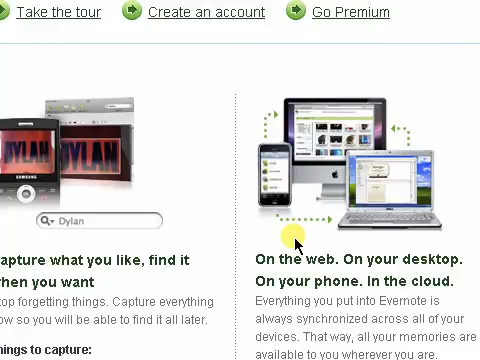 Take the tour
Create an account
Go Premium
DYLAN
DYLAN
SAMSUNG
Dylan
apture what you like, find it
hen you want
top forgetting things. Capture everything
ow so you will be able to find it all later.
ings to capture:
On the web. On your desktop.
On your phone. In the cloud.
Everything you put into Evernote is
always synchronized across all of your
devices. That way, all your memories are
available to you wherever you are.